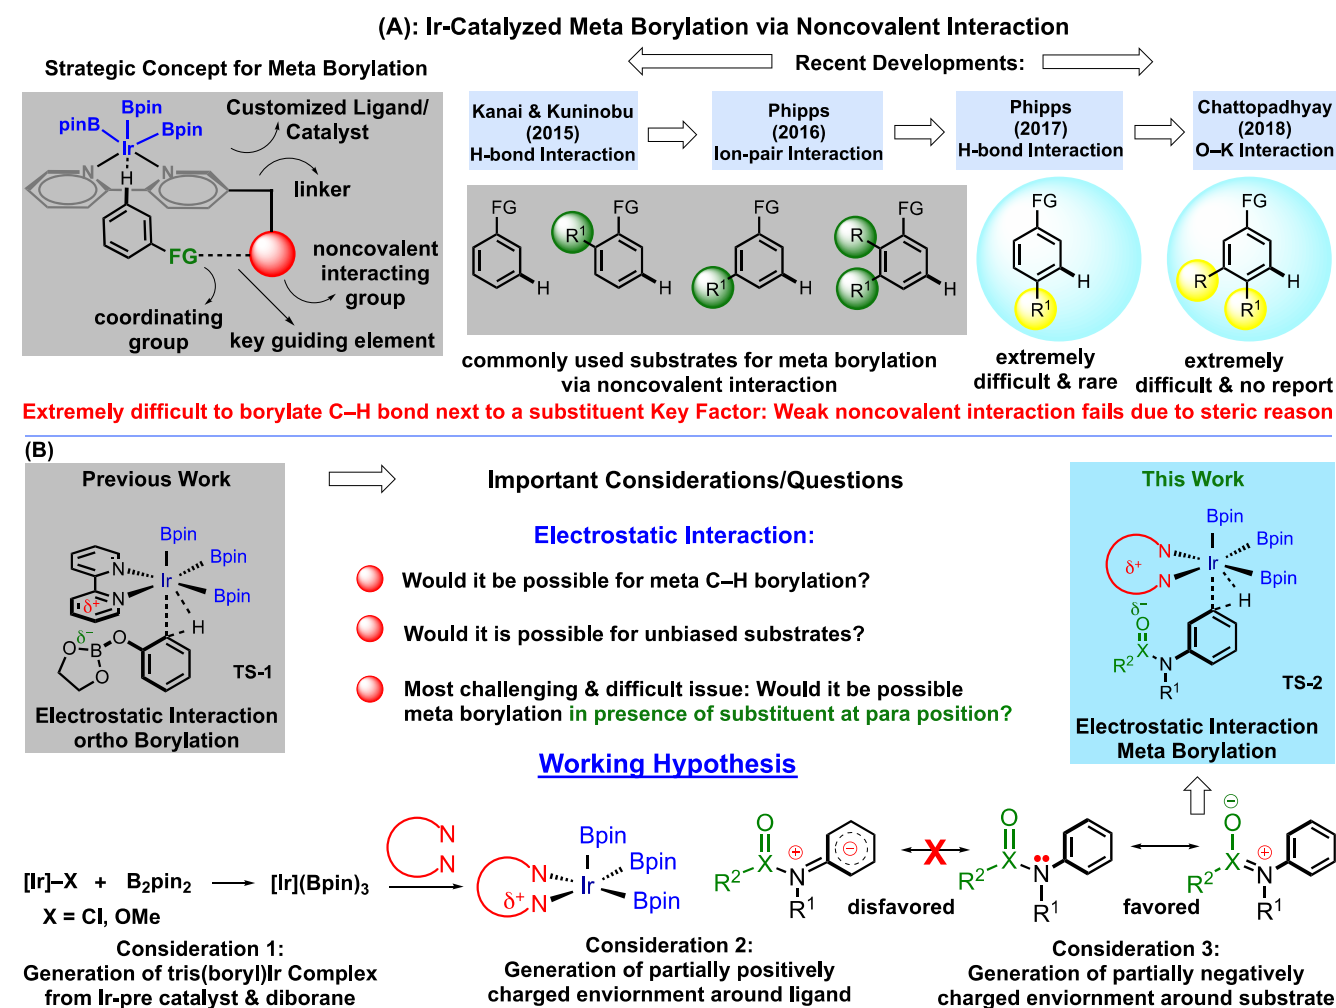 (A): Ir-Catalyzed Meta Borylation via Noncovalent Interaction
Recent Developments:
Strategic Concept for Meta Borylation
Bpin
pinB
Bpin
Ir
N
N
H
FG
Customized Ligand/
Catalyst
linker
noncovalent
interacting
group
coordinating
group
key guiding element
Kanai & Kuninobu
(2015)
H-bond Interaction
Phipps
(2016)
Ion-pair Interaction
Phipps
(2017)
H-bond Interaction
Chattopadhyay
(2018)
O–K Interaction
FG
H
FG
R¹
H
FG
R¹
H
FG
R
R¹
H
FG
H
R¹
FG
R
R¹
H
commonly used substrates for meta borylation
via noncovalent interaction
extremely
difficult & rare
extremely
difficult & no report
Extremely difficult to borylate C–H bond next to a substituent Key Factor: Weak noncovalent interaction fails due to steric reason
(B)
Previous Work
Bpin
Bpin
Bpin
N
N
Ir
δ⁺
H
δ⁻
O
B
O
O
TS-1
Electrostatic Interaction
ortho Borylation
Important Considerations/Questions
Electrostatic Interaction:
Would it be possible for meta C–H borylation?
Would it is possible for unbiased substrates?
Most challenging & difficult issue: Would it be possible
meta borylation in presence of substituent at para position?
This Work
Bpin
Bpin
Bpin
N
N
Ir
δ⁺
H
δ⁻
O
X
R²
N
R¹
TS-2
Electrostatic Interaction
Meta Borylation
Working Hypothesis
[Ir]–X + B₂pin₂
[Ir](Bpin)₃
X = Cl, OMe
N
N
N
N
δ⁺
Ir
Bpin
Bpin
Bpin
O
X
R²
N
R¹
⊕
⊖
X
disfavored
O
X
R²
N
R¹
favored
⊖
O
X
R²
N
⊕
R¹
Consideration 1:
Generation of tris(boryl)Ir Complex
from Ir-pre catalyst & diborane
Consideration 2:
Generation of partially positively
charged enviornment around ligand
Consideration 3:
Generation of partially negatively
charged enviornment around substrate